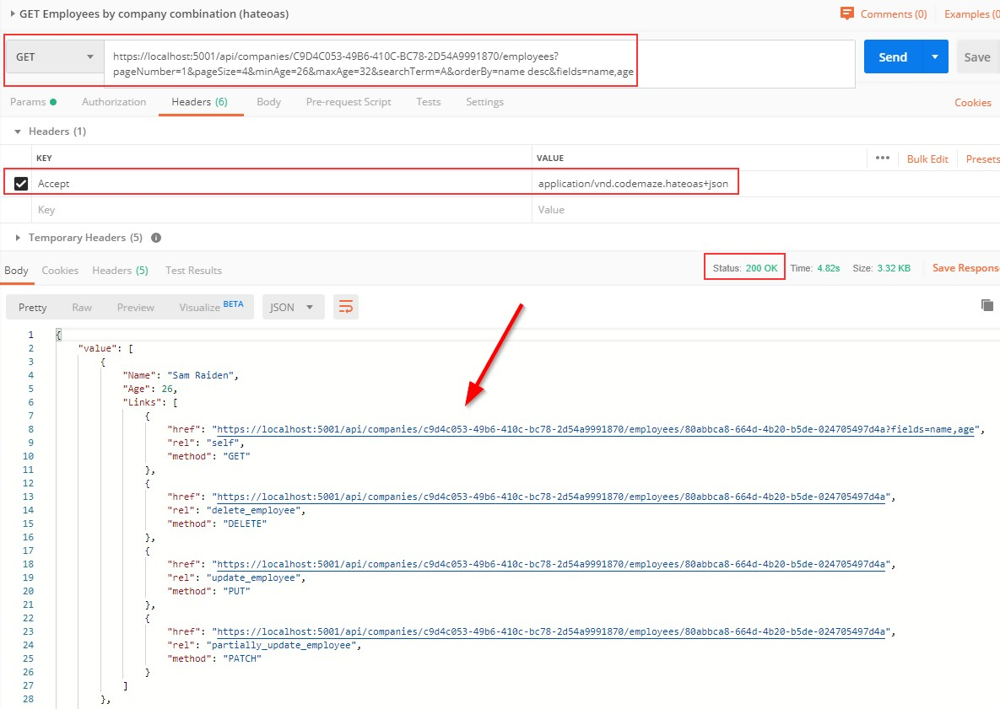 GET Employees by company combination (hateoas)
Comments (0) Examples (0
GET https://localhost:5001/api/companies/C9D4C053-49B6-410C-BC78-2D54A9991870/employees?
pageNumber=1&pageSize=4&minAge=26&maxAge=32&searchTerm=A&orderBy=name desc&fields=name,age
Send Save
Params Authorization Headers (6) Body Pre-request Script Tests Settings Cookies
Headers (1)
KEY VALUE ••• Bulk Edit Presets
Accept application/vnd.codemaze.hateoas+json
Key Value
Temporary Headers (5) i
Body Cookies Headers (5) Test Results Status: 200 OK Time: 4.82s Size: 3.32 KB Save Respons
Pretty Raw Preview Visualize BETA JSON
1 {
2 "value": [
3 {
4 "Name": "Sam Raiden",
5 "Age": 26,
6 "Links": [
7 {
8 "href": "https://localhost:5001/api/companies/c9d4c053-49b6-410c-bc78-2d54a9991870/employees/80abbca8-664d-4b20-b5de-024705497d4a?fields=name,age",
9 "rel": "self",
10 "method": "GET"
11 },
12 {
13 "href": "https://localhost:5001/api/companies/c9d4c053-49b6-410c-bc78-2d54a9991870/employees/80abbca8-664d-4b20-b5de-024705497d4a",
14 "rel": "delete_employee",
15 "method": "DELETE"
16 },
17 {
18 "href": "https://localhost:5001/api/companies/c9d4c053-49b6-410c-bc78-2d54a9991870/employees/80abbca8-664d-4b20-b5de-024705497d4a",
19 "rel": "update_employee",
20 "method": "PUT"
21 },
22 {
23 "href": "https://localhost:5001/api/companies/c9d4c053-49b6-410c-bc78-2d54a9991870/employees/80abbca8-664d-4b20-b5de-024705497d4a",
24 "rel": "partially_update_employee",
25 "method": "PATCH"
26 }
27 ]
28 },